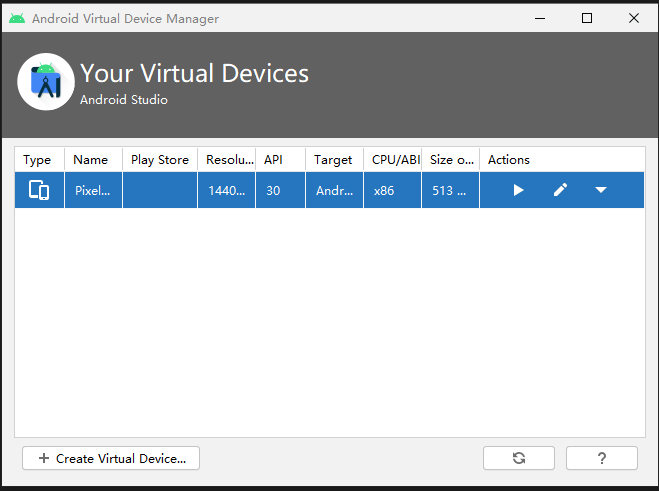 Android Virtual Device Manager
Your Virtual Devices
Android Studio
Type Name Play Store Resolu... API Target CPU/ABI Size o... Actions
Pixel... 1440... 30 Andr... x86 513 ...
+ Create Virtual Device... ?